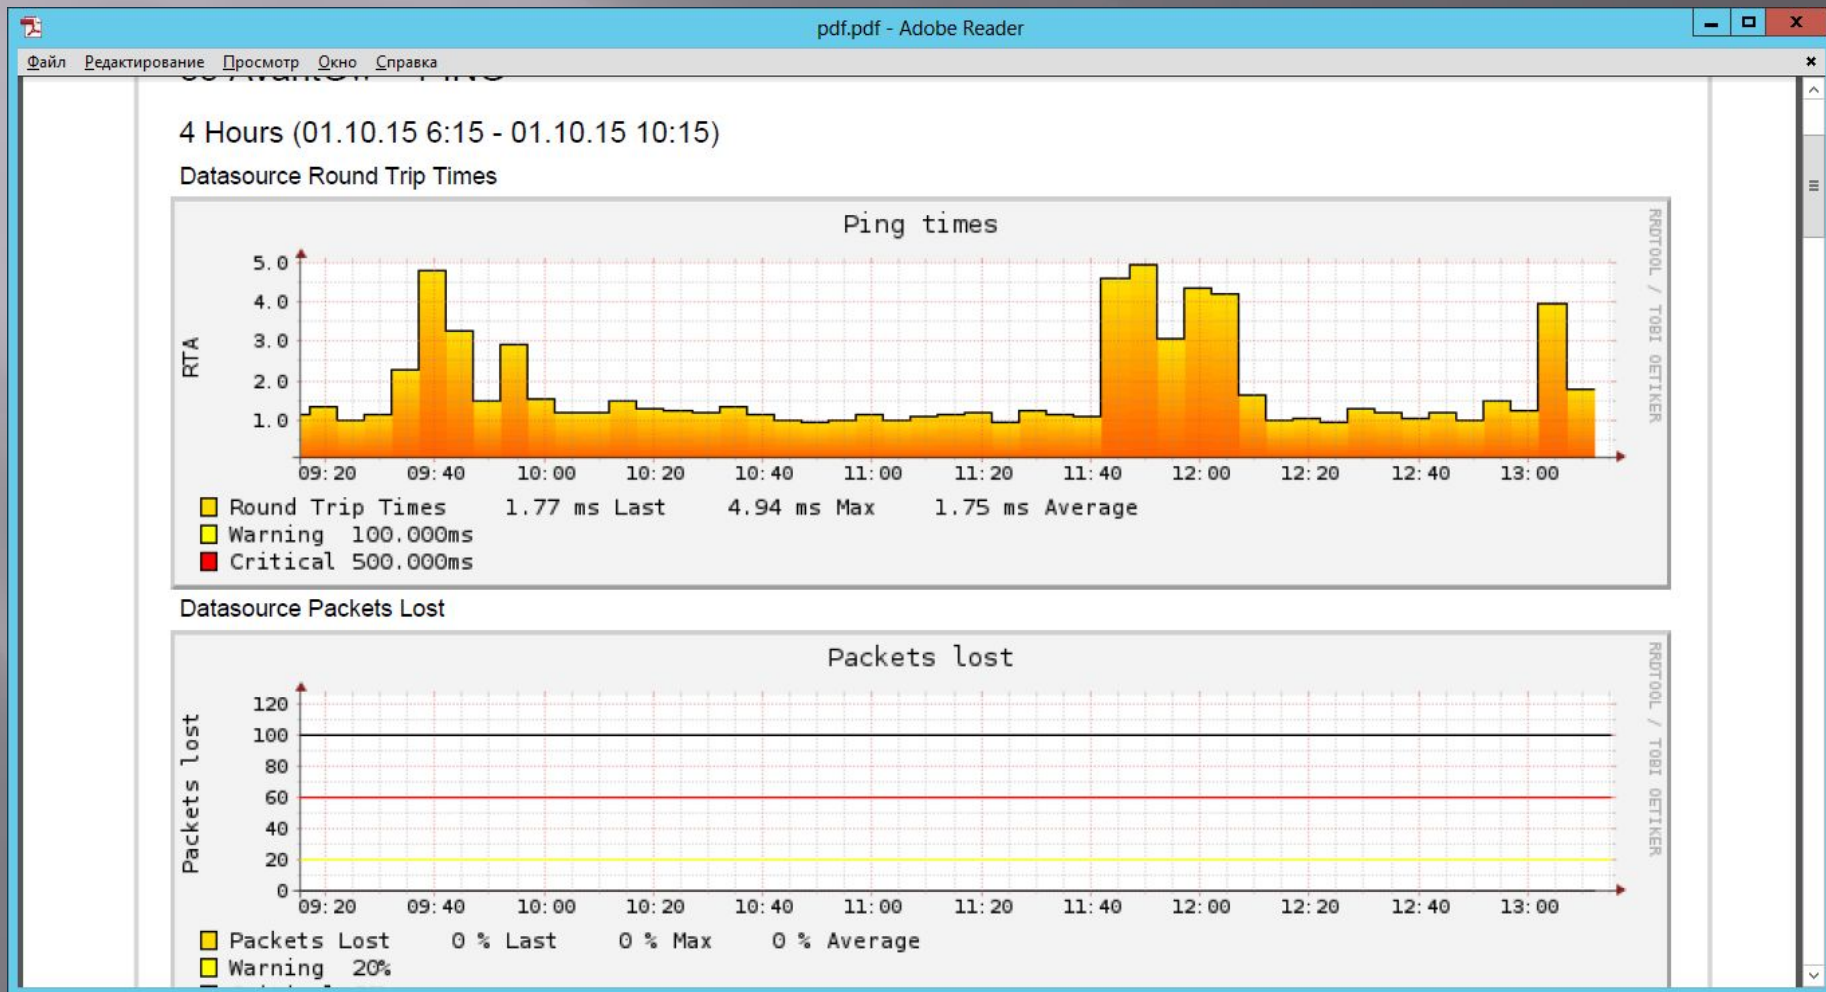 pdf.pdf - Adobe Reader
Файл Редактирование Просмотр Окно Справка
4 Hours (01.10.15 6:15 - 01.10.15 10:15)
Datasource Round Trip Times
Ping times
RRDTOOL / TOBI OETIKER
RTA
5.0
4.0
3.0
2.0
1.0
09:20 09:40 10:00 10:20 10:40 11:00 11:20 11:40 12:00 12:20 12:40 13:00
Round Trip Times 1.77 ms Last 4.94 ms Max 1.75 ms Average
Warning 100.000ms
Critical 500.000ms
Datasource Packets Lost
Packets lost
RRDTOOL / TOBI OETIKER
Packets lost
120
100
80
60
40
20
0
09:20 09:40 10:00 10:20 10:40 11:00 11:20 11:40 12:00 12:20 12:40 13:00
Packets Lost 0 % Last 0 % Max 0 % Average
Warning 20%